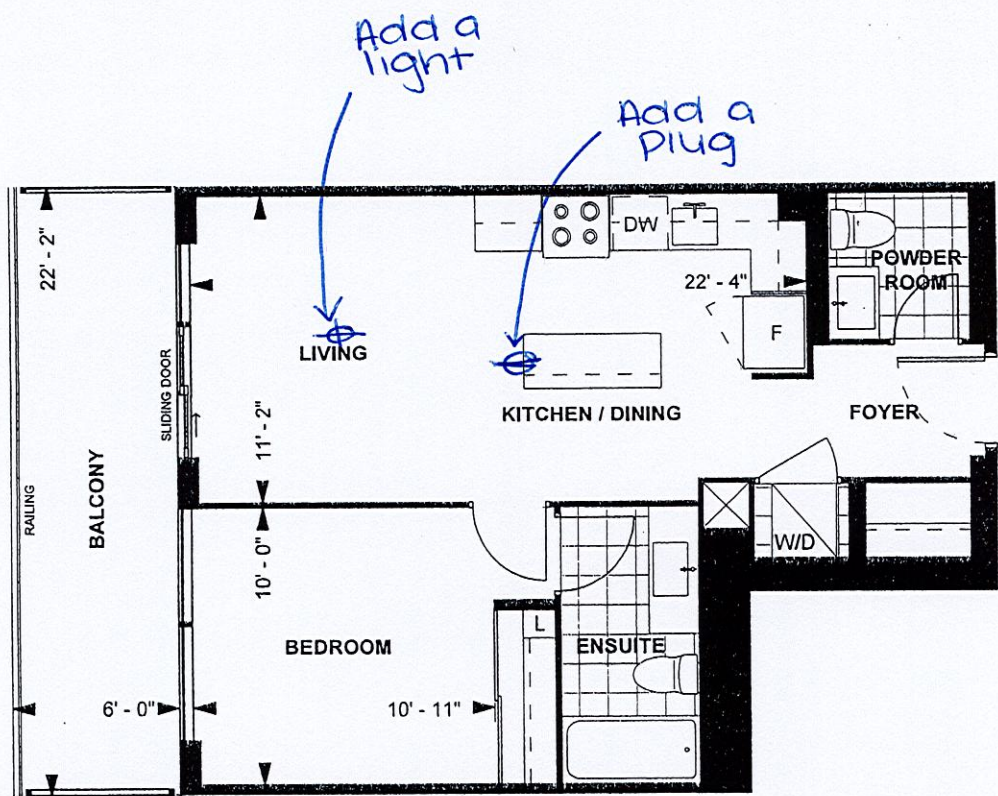 Add a
light
Add a
Plug
22' - 2"
DW
POWDER
ROOM
22' - 4"
F
LIVING
SLIDING DOOR
KITCHEN / DINING
FOYER
11' - 2"
BALCONY
RAILING
10' - 0"
W/D
L
BEDROOM
ENSUITE
6' - 0"
10' - 11"